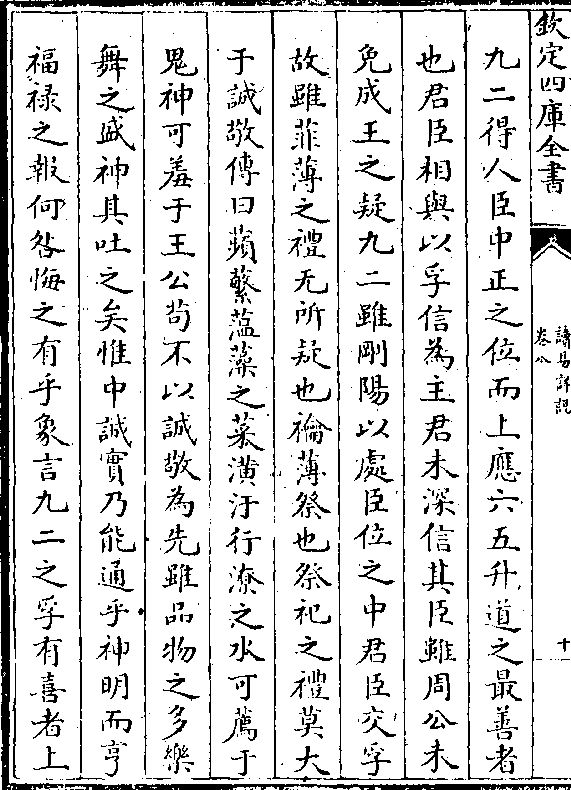 欽定四庫全書
讀易詳説
卷八
十
九二得人臣中正之位而上應六五升道之最善者
也君臣相與以孚信為主君未深信其臣雖周公未
免成王之疑九二雖剛陽以處臣位之中君臣交孚
故雖菲薄之禮无所疑也禴薄祭也祭祀之禮莫大
于誠敬傳曰蘋蘩薀藻之菜潢汙行潦之水可薦于
鬼神可羞于王公茍不以誠敬為先雖品物之多樂
舞之盛神其吐之矣惟中誠實乃能通乎神明而亨
福禄之報何咎悔之有乎象言九二之孚有喜者上